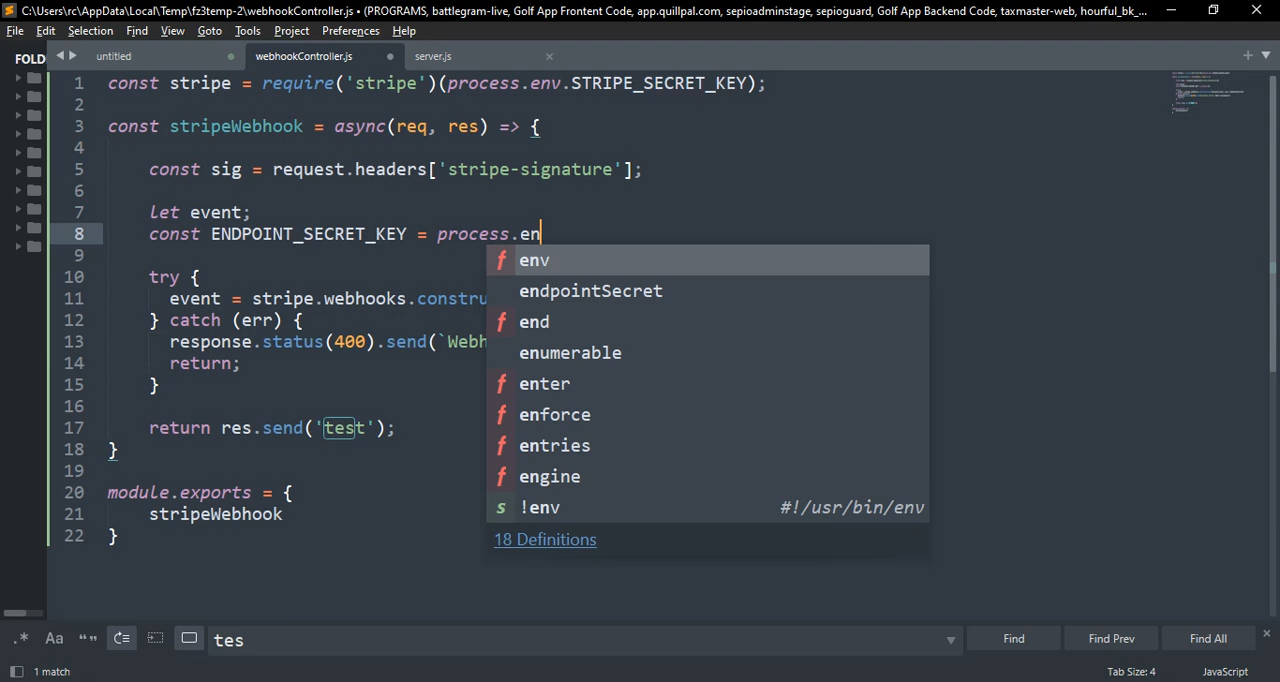 C:\Users\rc\AppData\Local\Temp\fz3temp-2\webhookController.js • (PROGRAMS, battlegram-live, Golf App Frontent Code, app.quillpal.com, sepioadminstage, sepioguard, Golf App Backend Code, taxmaster-web, hourful_bk_...
File Edit Selection Find View Goto Tools Project Preferences Help
FOLD
untitled webhookController.js server.js
1 const stripe = require('stripe')(process.env.STRIPE_SECRET_KEY);
2
3 const stripeWebhook = async(req, res) => {
4
5 const sig = request.headers['stripe-signature'];
6
7 let event;
8 const ENDPOINT_SECRET_KEY = process.en
9
10 try {
11 event = stripe.webhooks.constru
12 } catch (err) {
13 response.status(400).send(`Webh
14 return;
15 }
16
17 return res.send('test');
18 }
19
20 module.exports = {
21 stripeWebhook
22 }
f env
endpointSecret
f end
enumerable
f enter
f enforce
f entries
f engine
s !env #!/usr/bin/env
18 Definitions
.* Aa “” tes Find Find Prev Find All
1 match Tab Size: 4 JavaScript